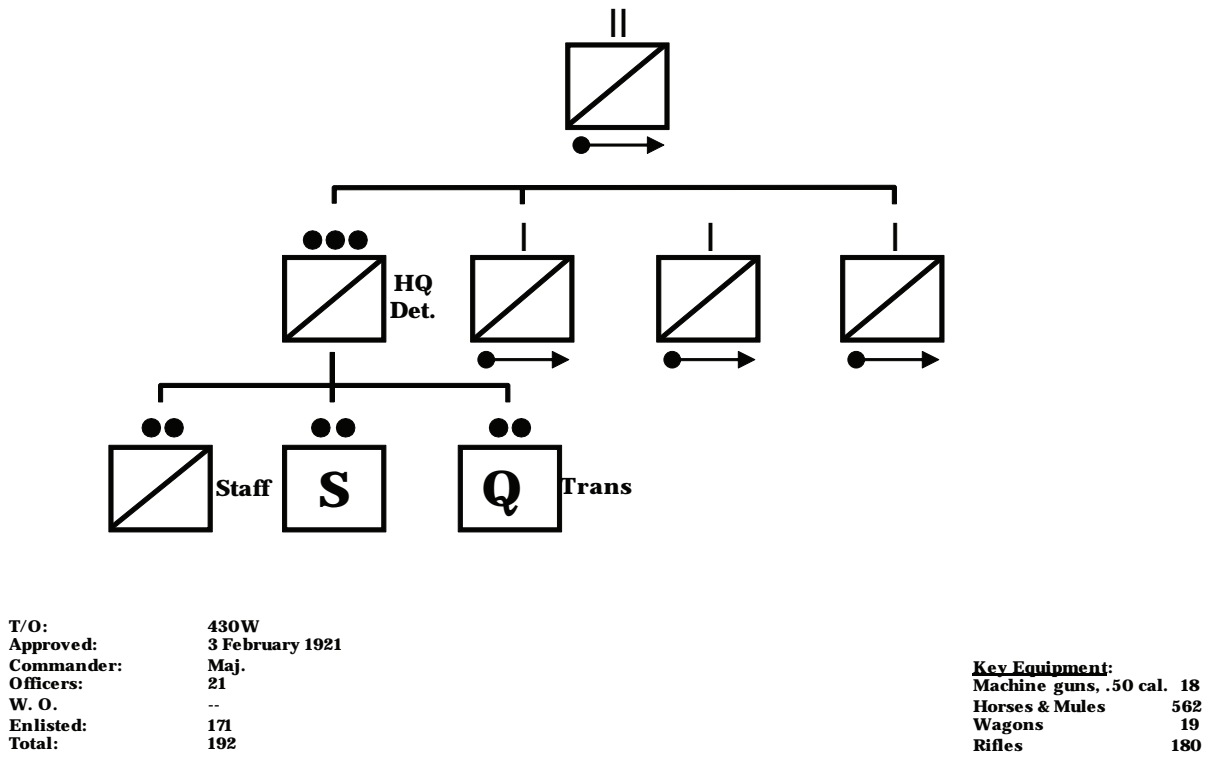 HQ
Det.
Staff
S
Q
Trans
T/O: 430W
Approved: 3 February 1921
Commander: Maj.
Officers: 21
W. O. --
Enlisted: 171
Total: 192
Key Equipment:
Machine guns, .50 cal. 18
Horses & Mules 562
Wagons 19
Rifles 180